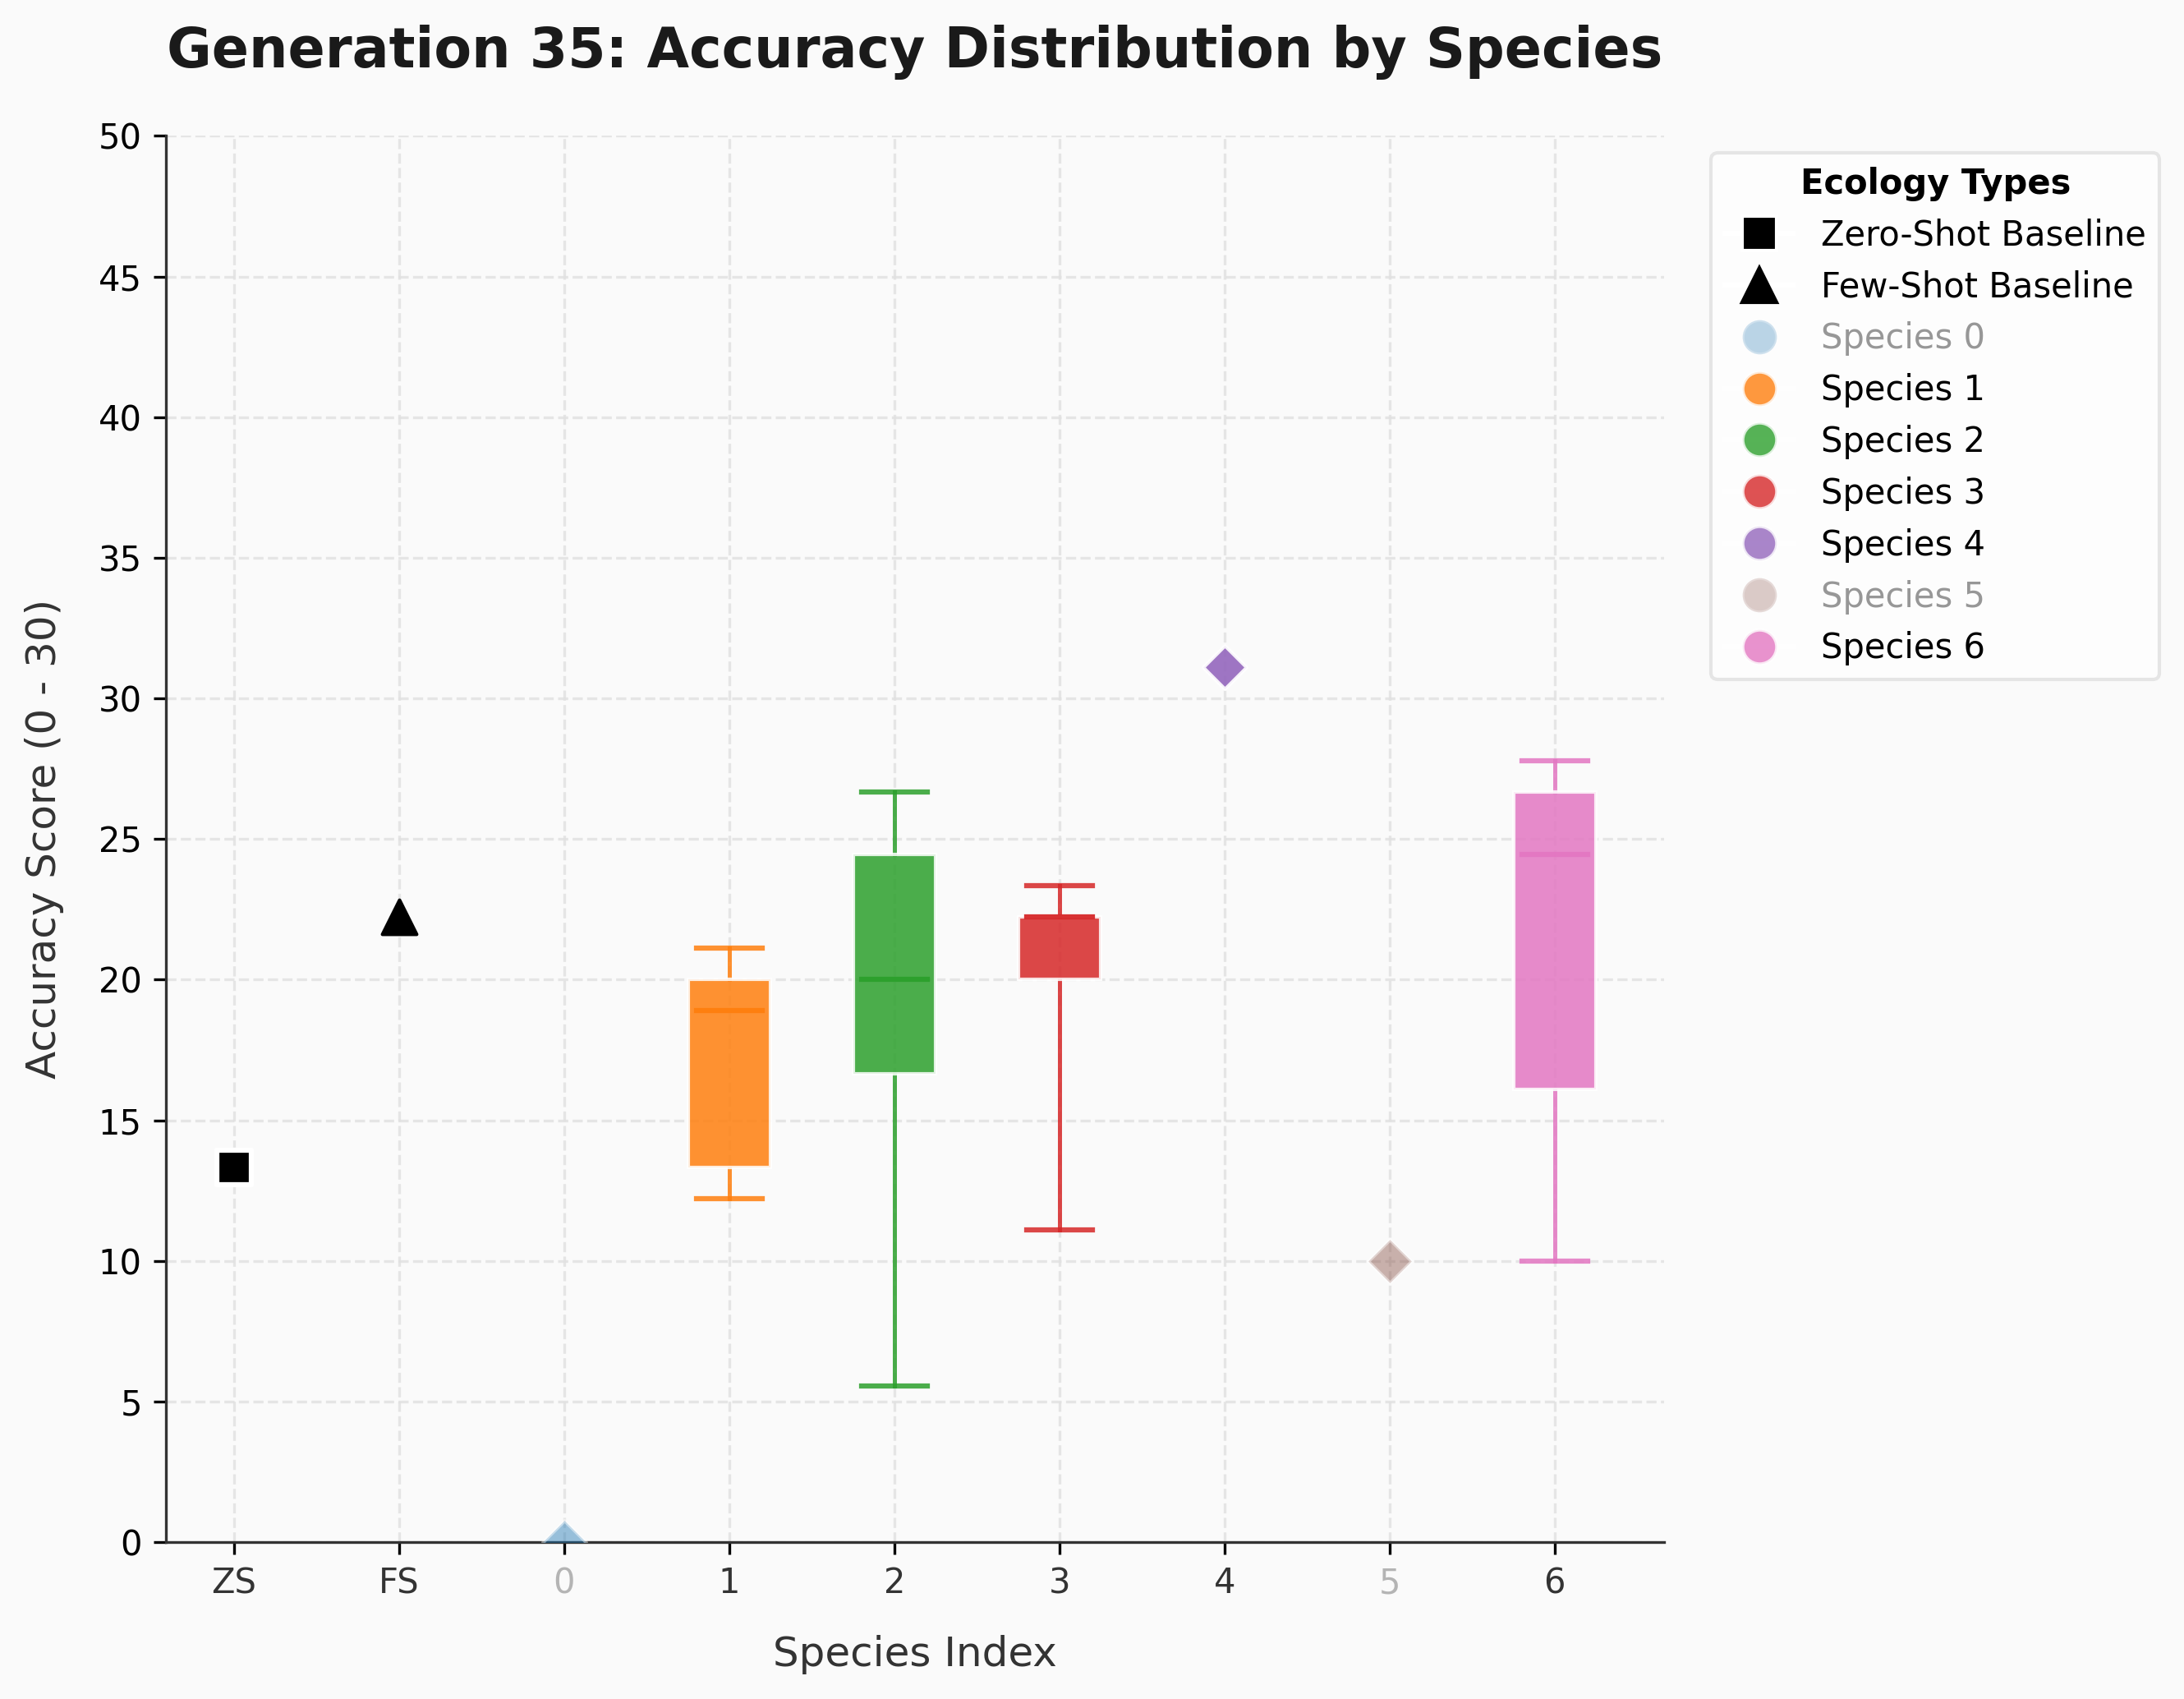 Generation 35: Accuracy Distribution by Species
50
45
40
35
30
25
20
15
10
5
0
Accuracy Score (0 - 30)
ZS FS 0 1 2 3 4 5 6
Species Index
Ecology Types
Zero-Shot Baseline
Few-Shot Baseline
Species 0
Species 1
Species 2
Species 3
Species 4
Species 5
Species 6